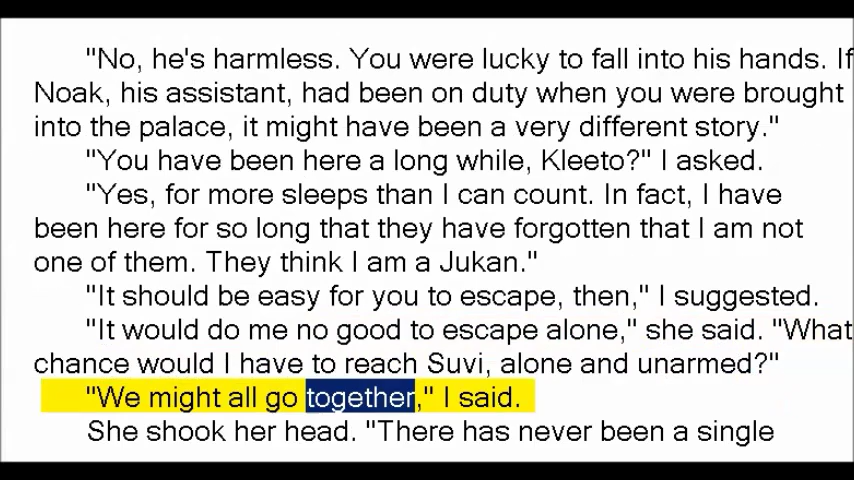 "No, he's harmless. You were lucky to fall into his hands. If
Noak, his assistant, had been on duty when you were brought
into the palace, it might have been a very different story."
"You have been here a long while, Kleeto?" I asked.
"Yes, for more sleeps than I can count. In fact, I have
been here for so long that they have forgotten that I am not
one of them. They think I am a Jukan."
"It should be easy for you to escape, then," I suggested.
"It would do me no good to escape alone," she said. "What
chance would I have to reach Suvi, alone and unarmed?"
"We might all go together," I said.
She shook her head. "There has never been a single